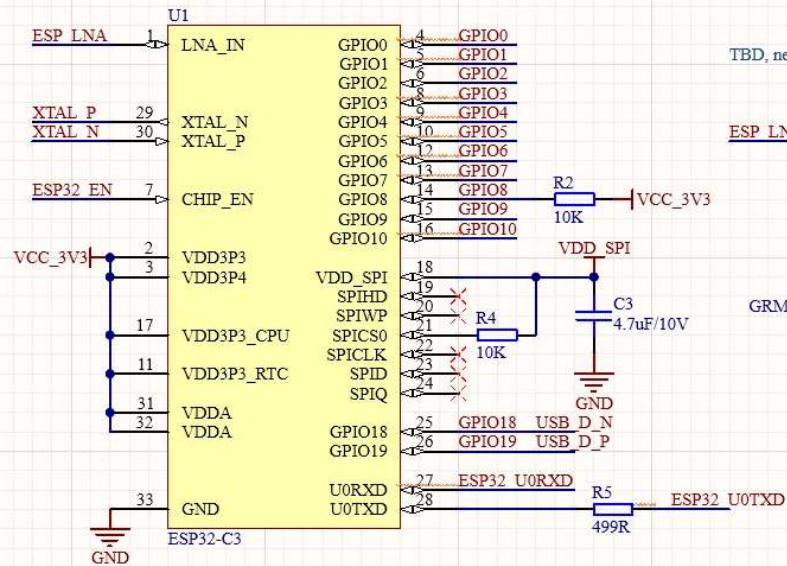 U1
ESP_LNA 1 LNA_IN GPIO0 4 GPIO0
GPIO1 5 GPIO1
TBD, ne
GPIO2 6 GPIO2
GPIO3 8 GPIO3
XTAL_P 29 XTAL_N GPIO4 9 GPIO4
XTAL_N 30 XTAL_P GPIO5 10 GPIO5
ESP_LN
GPIO6 12 GPIO6
GPIO7 13 GPIO7
ESP32_EN 7 CHIP_EN GPIO8 14 GPIO8 R2 10K VCC_3V3
GPIO9 15 GPIO9
GPIO10 16 GPIO10
VCC_3V3 2 VDD3P3
VDD_SPI
3 VDD3P4 VDD_SPI 18
SPIHD 19
SPIWP 20
C3
4.7uF/10V
GRM
17 VDD3P3_CPU SPICS0 21 R4 10K
SPICLK 22
11 VDD3P3_RTC SPID 23
SPIQ 24
GND
31 VDDA
32 VDDA GPIO18 25 GPIO18 USB_D_N
GPIO19 26 GPIO19 USB_D_P
U0RXD 27 ESP32_U0RXD
33 GND U0TXD 28 R5 499R ESP32_U0TXD
GND
ESP32-C3